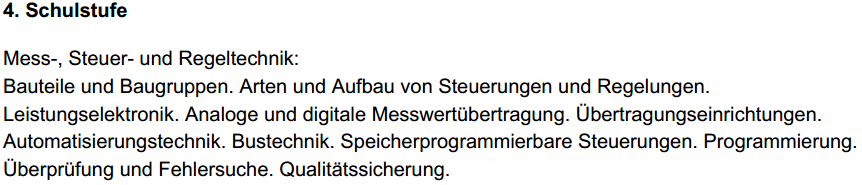 4. Schulstufe
Mess-, Steuer- und Regeltechnik:
Bauteile und Baugruppen. Arten und Aufbau von Steuerungen und Regelungen.
Leistungselektronik. Analoge und digitale Messwertübertragung. Übertragungseinrichtungen.
Automatisierungstechnik. Bustechnik. Speicherprogrammierbare Steuerungen. Programmierung.
Überprüfung und Fehlersuche. Qualitätssicherung.